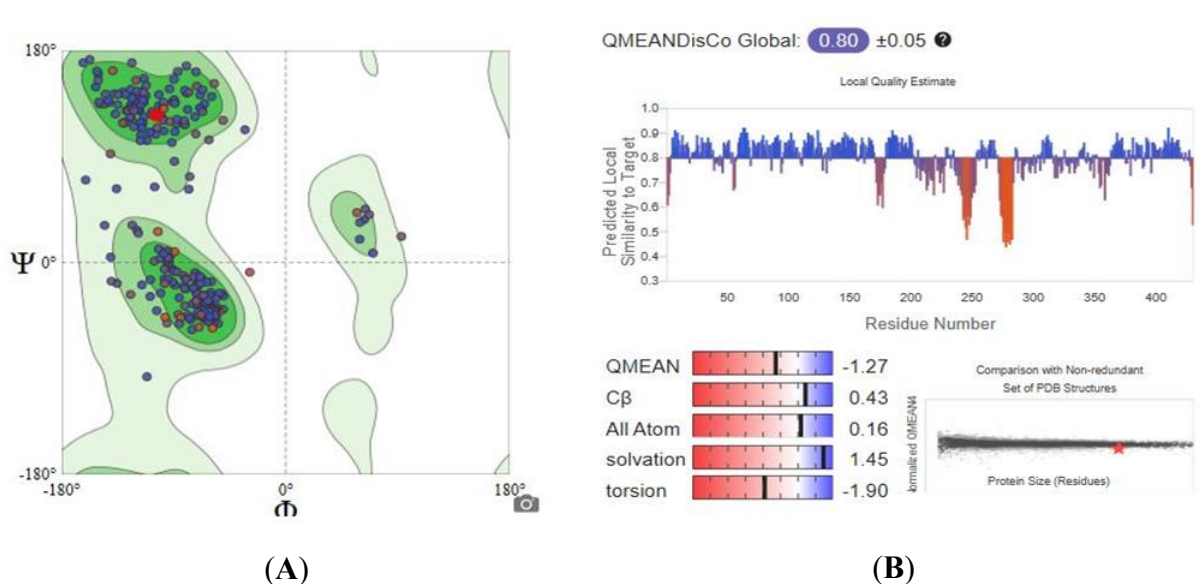 180°
Ψ 0°
-180°
-180°
0°
180°
Φ
(A)
QMEANDisCo Global: 0.80 ±0.05 ?
Local Quality Estimate
Predicted Local
Similarity to Target
1.0
0.9
0.8
0.7
0.6
0.5
0.4
0.3
50 100 150 200 250 300 350 400
Residue Number
QMEAN -1.27
Cβ 0.43
All Atom 0.16
solvation 1.45
torsion -1.90
Comparison with Non-redundant
Set of PDB Structures
QMEAN4
Protein Size (Residues)
(B)